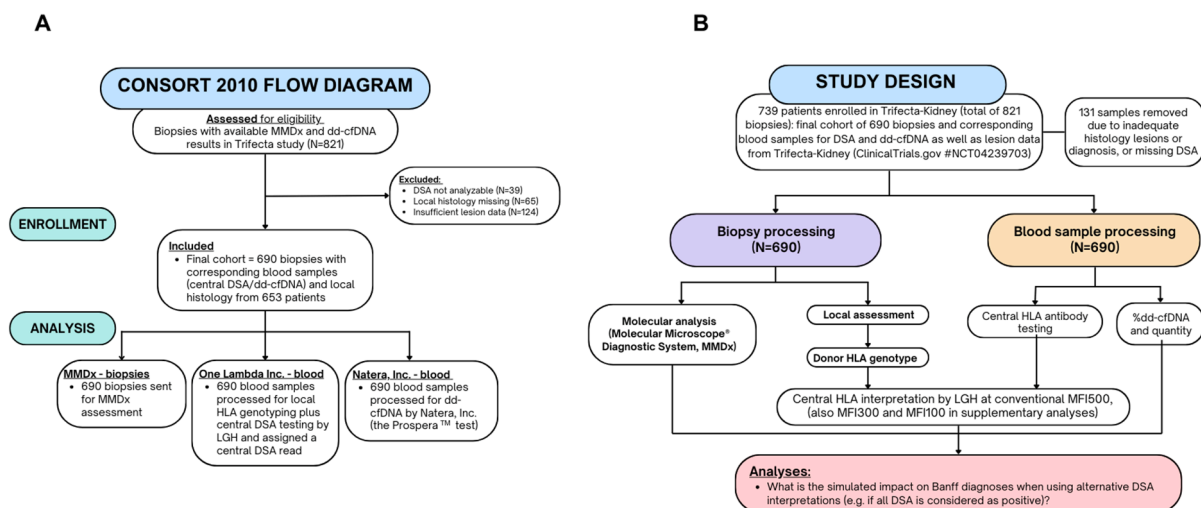 A
CONSORT 2010 FLOW DIAGRAM
Assessed for eligibility
Biopsies with available MMDx and dd-cfDNA
results in Trifecta study (N=821)
Excluded:
• DSA not analyzable (N=39)
• Local histology missing (N=65)
• Insufficient lesion data (N=124)
ENROLLMENT
Included
• Final cohort = 690 biopsies with
corresponding blood samples
(central DSA/dd-cfDNA) and local
histology from 653 patients
ANALYSIS
MMDx - biopsies
• 690 biopsies sent
for MMDx
assessment
One Lambda Inc. - blood
• 690 blood samples
processed for local
HLA genotyping plus
central DSA testing by
LGH and assigned a
central DSA read
Natera, Inc. - blood
• 690 blood samples
processed for dd-
cfDNA by Natera, Inc.
(the Prospera™ test)
B
STUDY DESIGN
739 patients enrolled in Trifecta-Kidney (total of 821
biopsies): final cohort of 690 biopsies and corresponding
blood samples for DSA and dd-cfDNA as well as lesion data
from Trifecta-Kidney (ClinicalTrials.gov #NCT04239703)
131 samples removed
due to inadequate
histology lesions or
diagnosis, or missing DSA
Biopsy processing
(N=690)
Blood sample processing
(N=690)
Molecular analysis
(Molecular Microscope®
Diagnostic System, MMDx)
Local assessment
Donor HLA genotype
Central HLA antibody
testing
%dd-cfDNA
and quantity
Central HLA interpretation by LGH at conventional MFI500,
(also MFI300 and MFI100 in supplementary analyses)
Analyses:
• What is the simulated impact on Banff diagnoses when using alternative DSA
interpretations (e.g. if all DSA is considered as positive)?